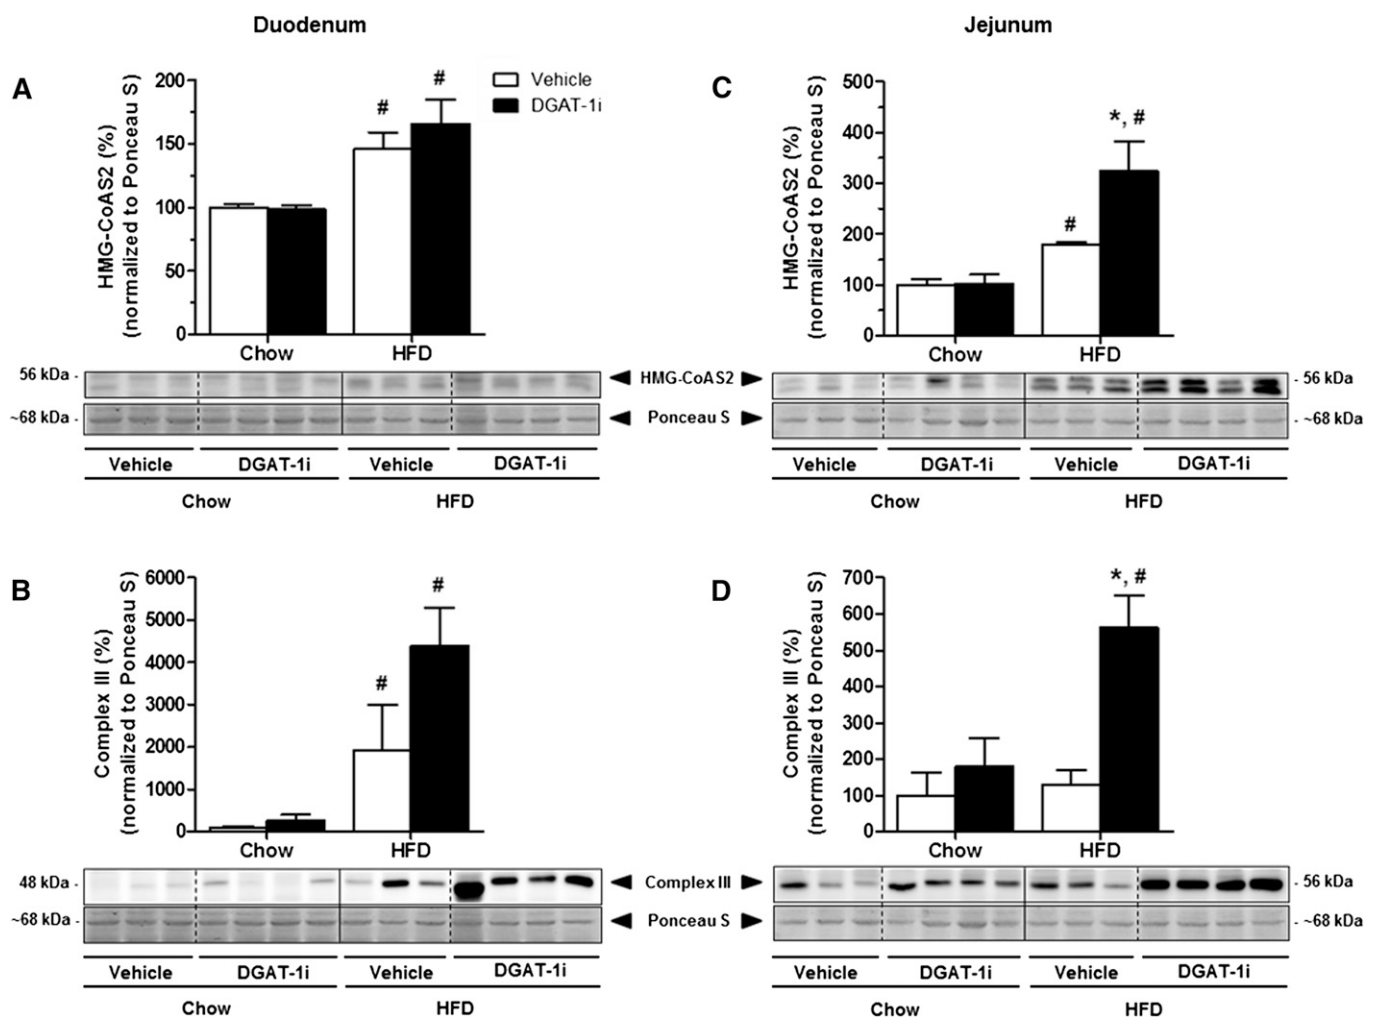 Duodenum
Jejunum
A
HMG-CoAS2 (%)
(normalized to Ponceau S)
200
150
100
50
0
#
#
Vehicle
DGAT-1i
Chow
HFD
C
HMG-CoAS2 (%)
(normalized to Ponceau S)
500
400
300
200
100
0
#
*, #
Chow
HFD
56 kDa -
HMG-CoAS2
- 56 kDa
~68 kDa -
Ponceau S
- ~68 kDa
Vehicle DGAT-1i Vehicle DGAT-1i
Chow HFD
Vehicle DGAT-1i Vehicle DGAT-1i
Chow HFD
B
Complex III (%)
(normalized to Ponceau S)
6000
5000
4000
3000
2000
1000
0
#
#
Chow
HFD
D
Complex III (%)
(normalized to Ponceau S)
700
600
500
400
300
200
100
0
*, #
Chow
HFD
48 kDa -
Complex III
- 56 kDa
~68 kDa -
Ponceau S
- ~68 kDa
Vehicle DGAT-1i Vehicle DGAT-1i
Chow HFD
Vehicle DGAT-1i Vehicle DGAT-1i
Chow HFD